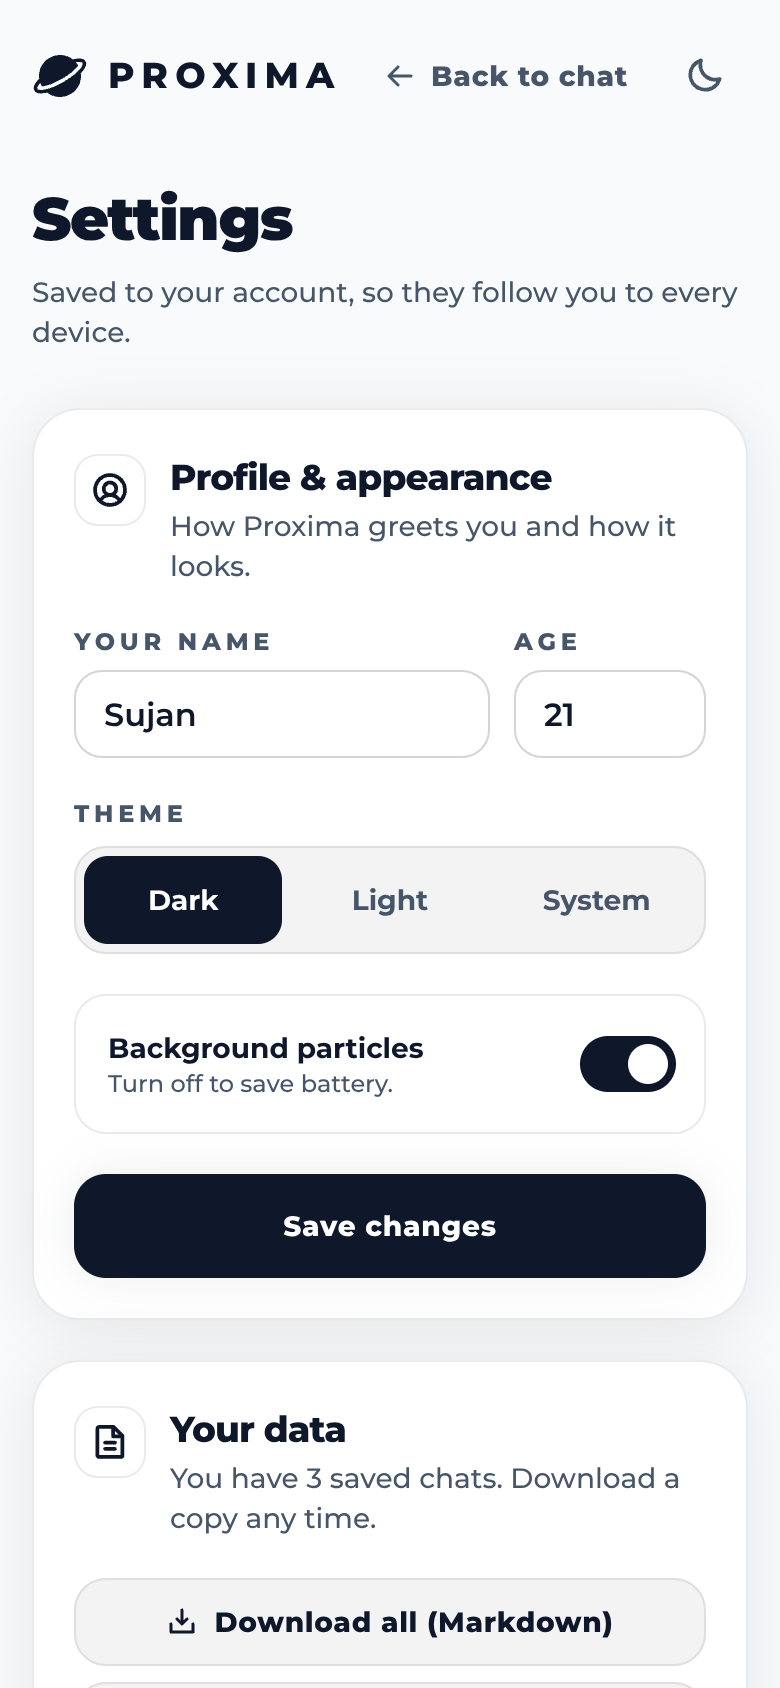 PROXIMA
Back to chat
Settings
Saved to your account, so they follow you to every
device.
Profile & appearance
How Proxima greets you and how it
looks.
YOUR NAME
AGE
Sujan
21
THEME
Dark
Light
System
Background particles
Turn off to save battery.
Save changes
Your data
You have 3 saved chats. Download a
copy any time.
Download all (Markdown)